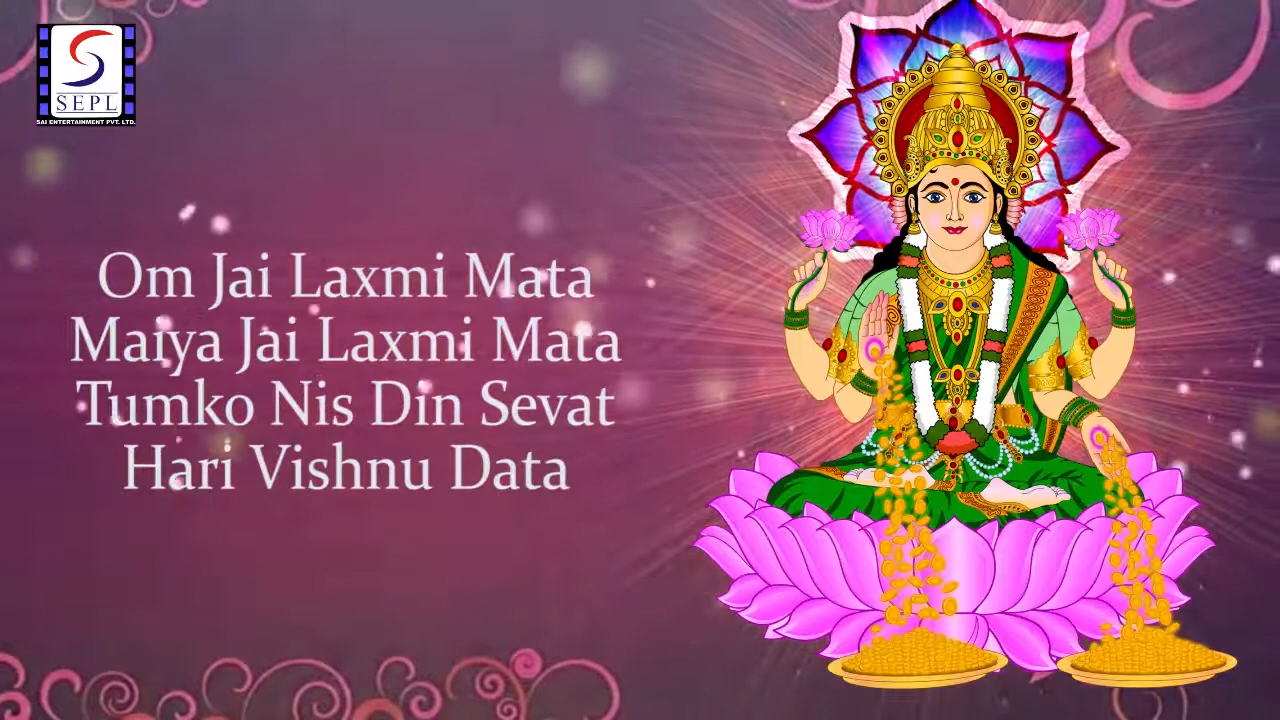 SEPL
SAI ENTERTAINMENT PVT. LTD.
Om Jai Laxmi Mata
Maiya Jai Laxmi Mata
Tumko Nis Din Sevat
Hari Vishnu Data